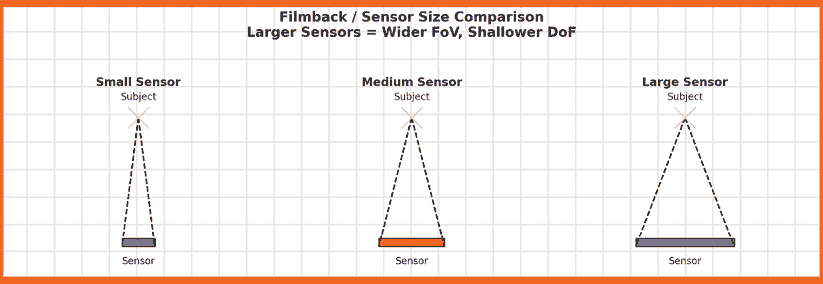 Filmback / Sensor Size Comparison
Larger Sensors = Wider FoV, Shallower DoF
Small Sensor
Subject
Sensor
Medium Sensor
Subject
Sensor
Large Sensor
Subject
Sensor